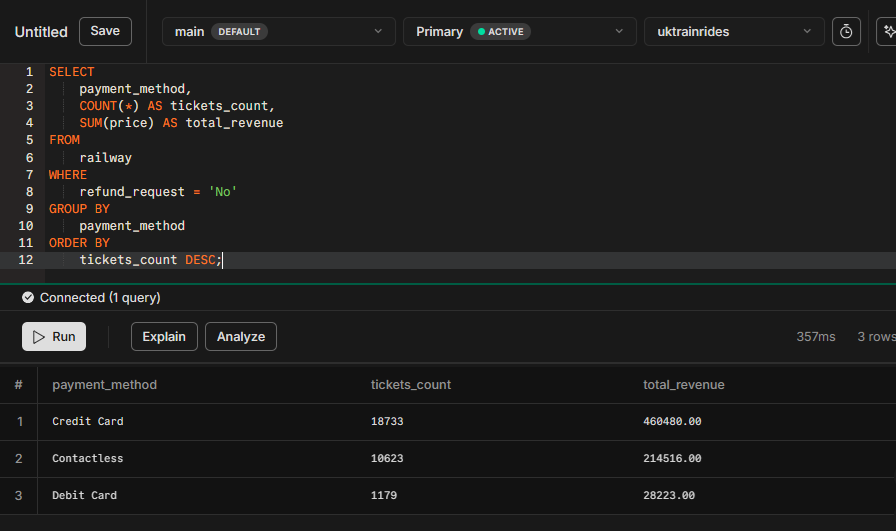 Untitled Save main DEFAULT Primary ACTIVE uktrainrides
1 SELECT
2 payment_method,
3 COUNT(*) AS tickets_count,
4 SUM(price) AS total_revenue
5 FROM
6 railway
7 WHERE
8 refund_request = 'No'
9 GROUP BY
10 payment_method
11 ORDER BY
12 tickets_count DESC;
Connected (1 query)
Run Explain Analyze 357ms 3 rows
# payment_method tickets_count total_revenue
1 Credit Card 18733 460480.00
2 Contactless 10623 214516.00
3 Debit Card 1179 28223.00